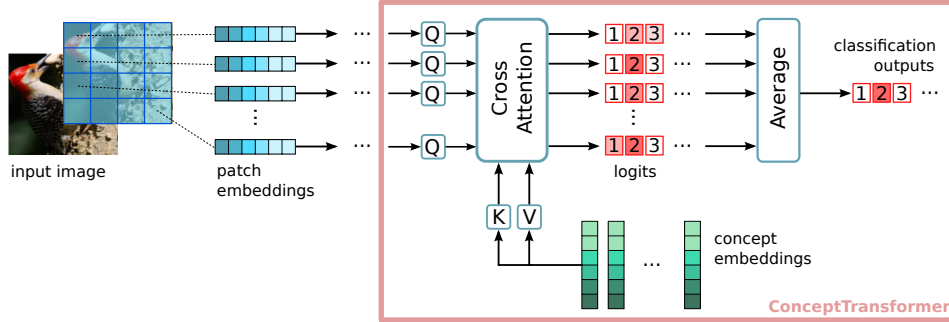 input image
patch
embeddings
...
...
...
...
...
Q
Q
Q
Q
Cross
Attention
K
V
1 2 3 ...
1 2 3 ...
1 2 3 ...
...
1 2 3 ...
logits
Average
classification
outputs
1 2 3 ...
...
concept
embeddings
ConceptTransformer